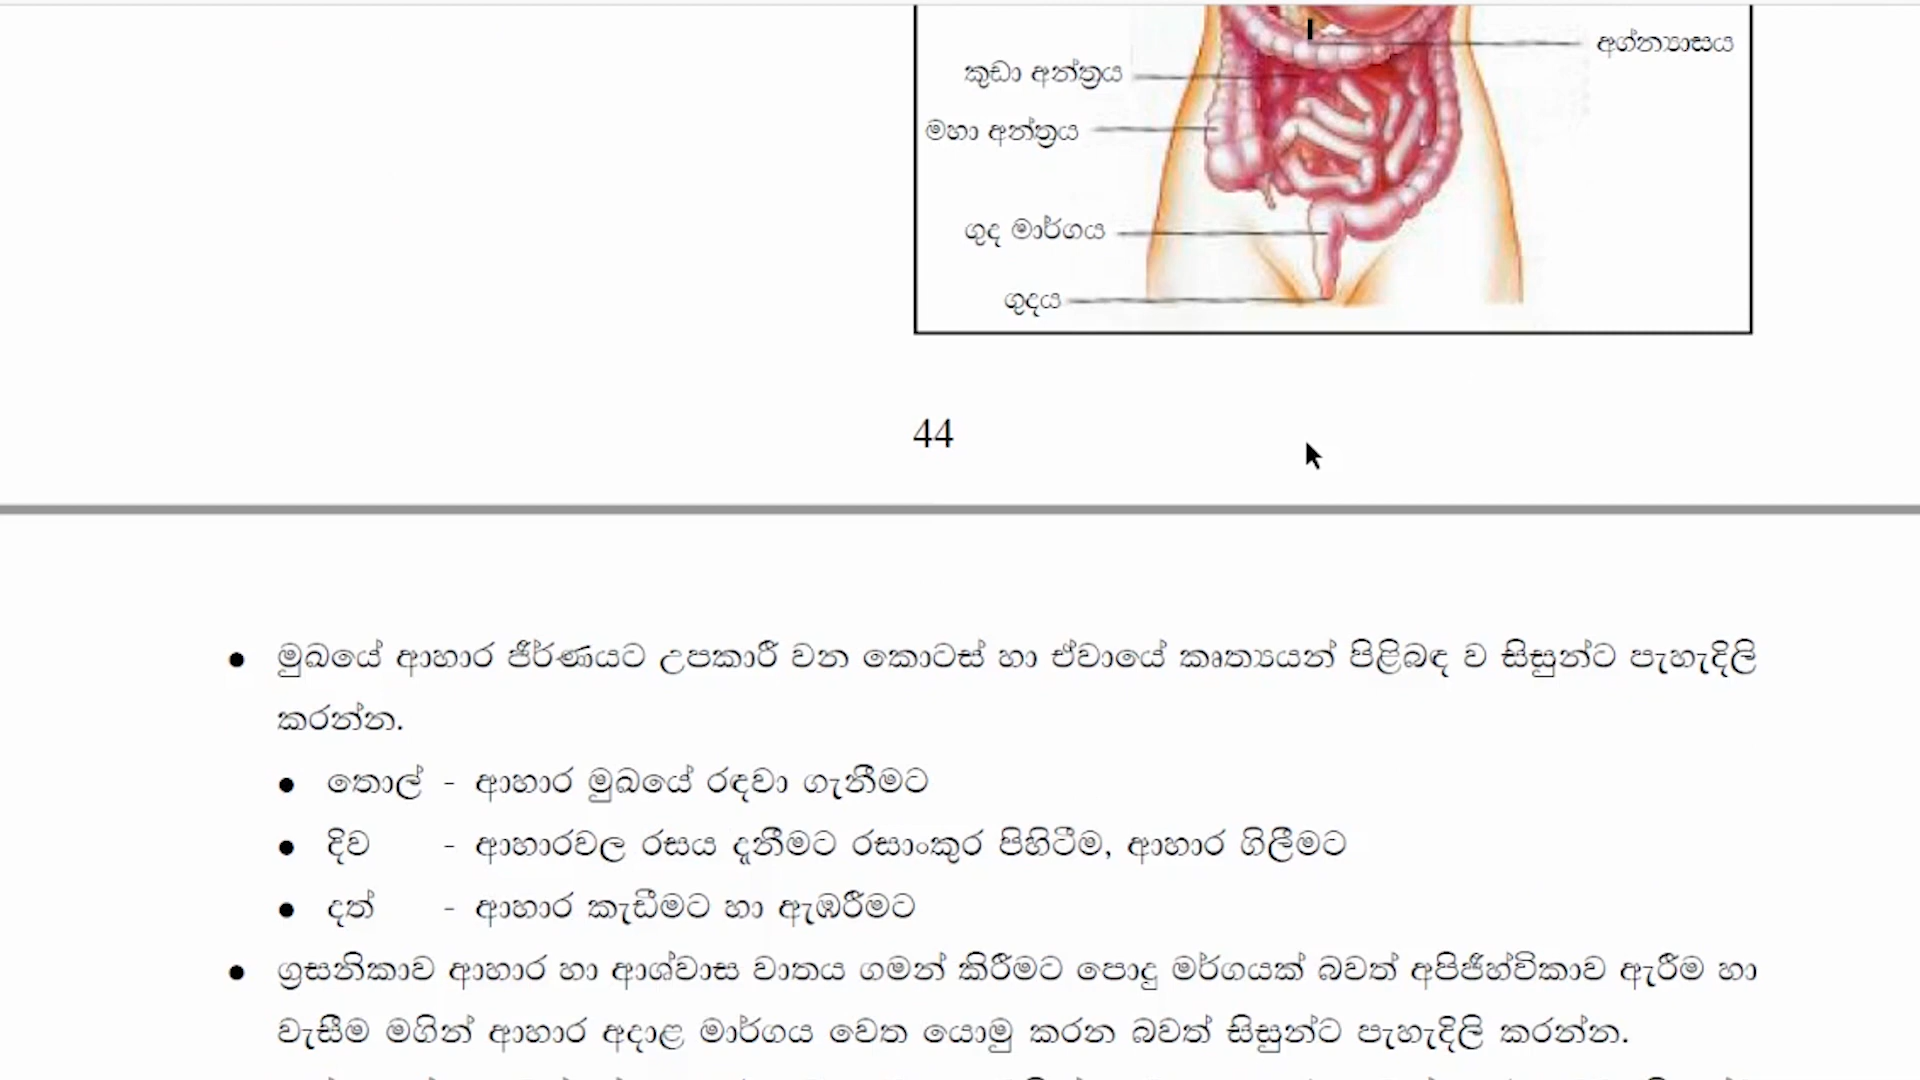 අග්න්‍යාසය
කුඩා අන්ත්‍රය
මහා අන්ත්‍රය
ගුද මාර්ගය
ගුදය
44
● මුඛයේ ආහාර ජීර්ණයට උපකාරී වන කොටස් හා ඒවායේ කෘත්‍යයන් පිළිබඳ ව සිසුන්ට පැහැදිලි
කරන්න.
● තොල් - ආහාර මුඛයේ රඳවා ගැනීමට
● දිව - ආහාරවල රසය දැනීමට රසාංකුර පිහිටීම, ආහාර ගිලීමට
● දත් - ආහාර කැඩීමට හා ඇඹරීමට
● ග්‍රසනිකාව ආහාර හා ආශ්වාස වාතය ගමන් කිරීමට පොදු මර්ගයක් බවත් අපිජිහ්විකාව ඇරීම හා
වැසීම මගින් ආහාර අදාළ මාර්ගය වෙත යොමු කරන බවත් සිසුන්ට පැහැදිලි කරන්න.